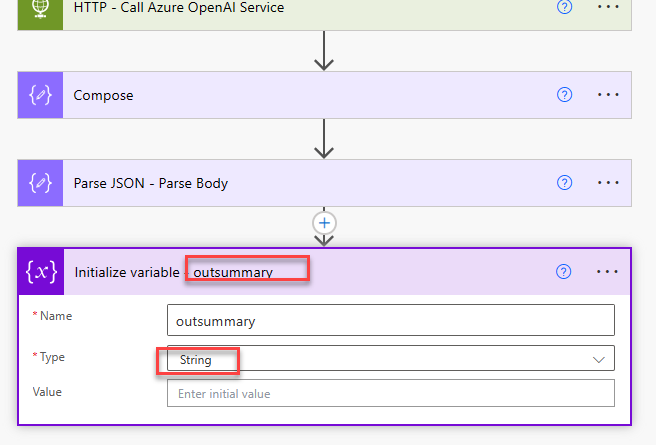 HTTP - Call Azure OpenAI Service
Compose
Parse JSON - Parse Body
Initialize variable - outsummary
* Name
outsummary
* Type
String
Value
Enter initial value